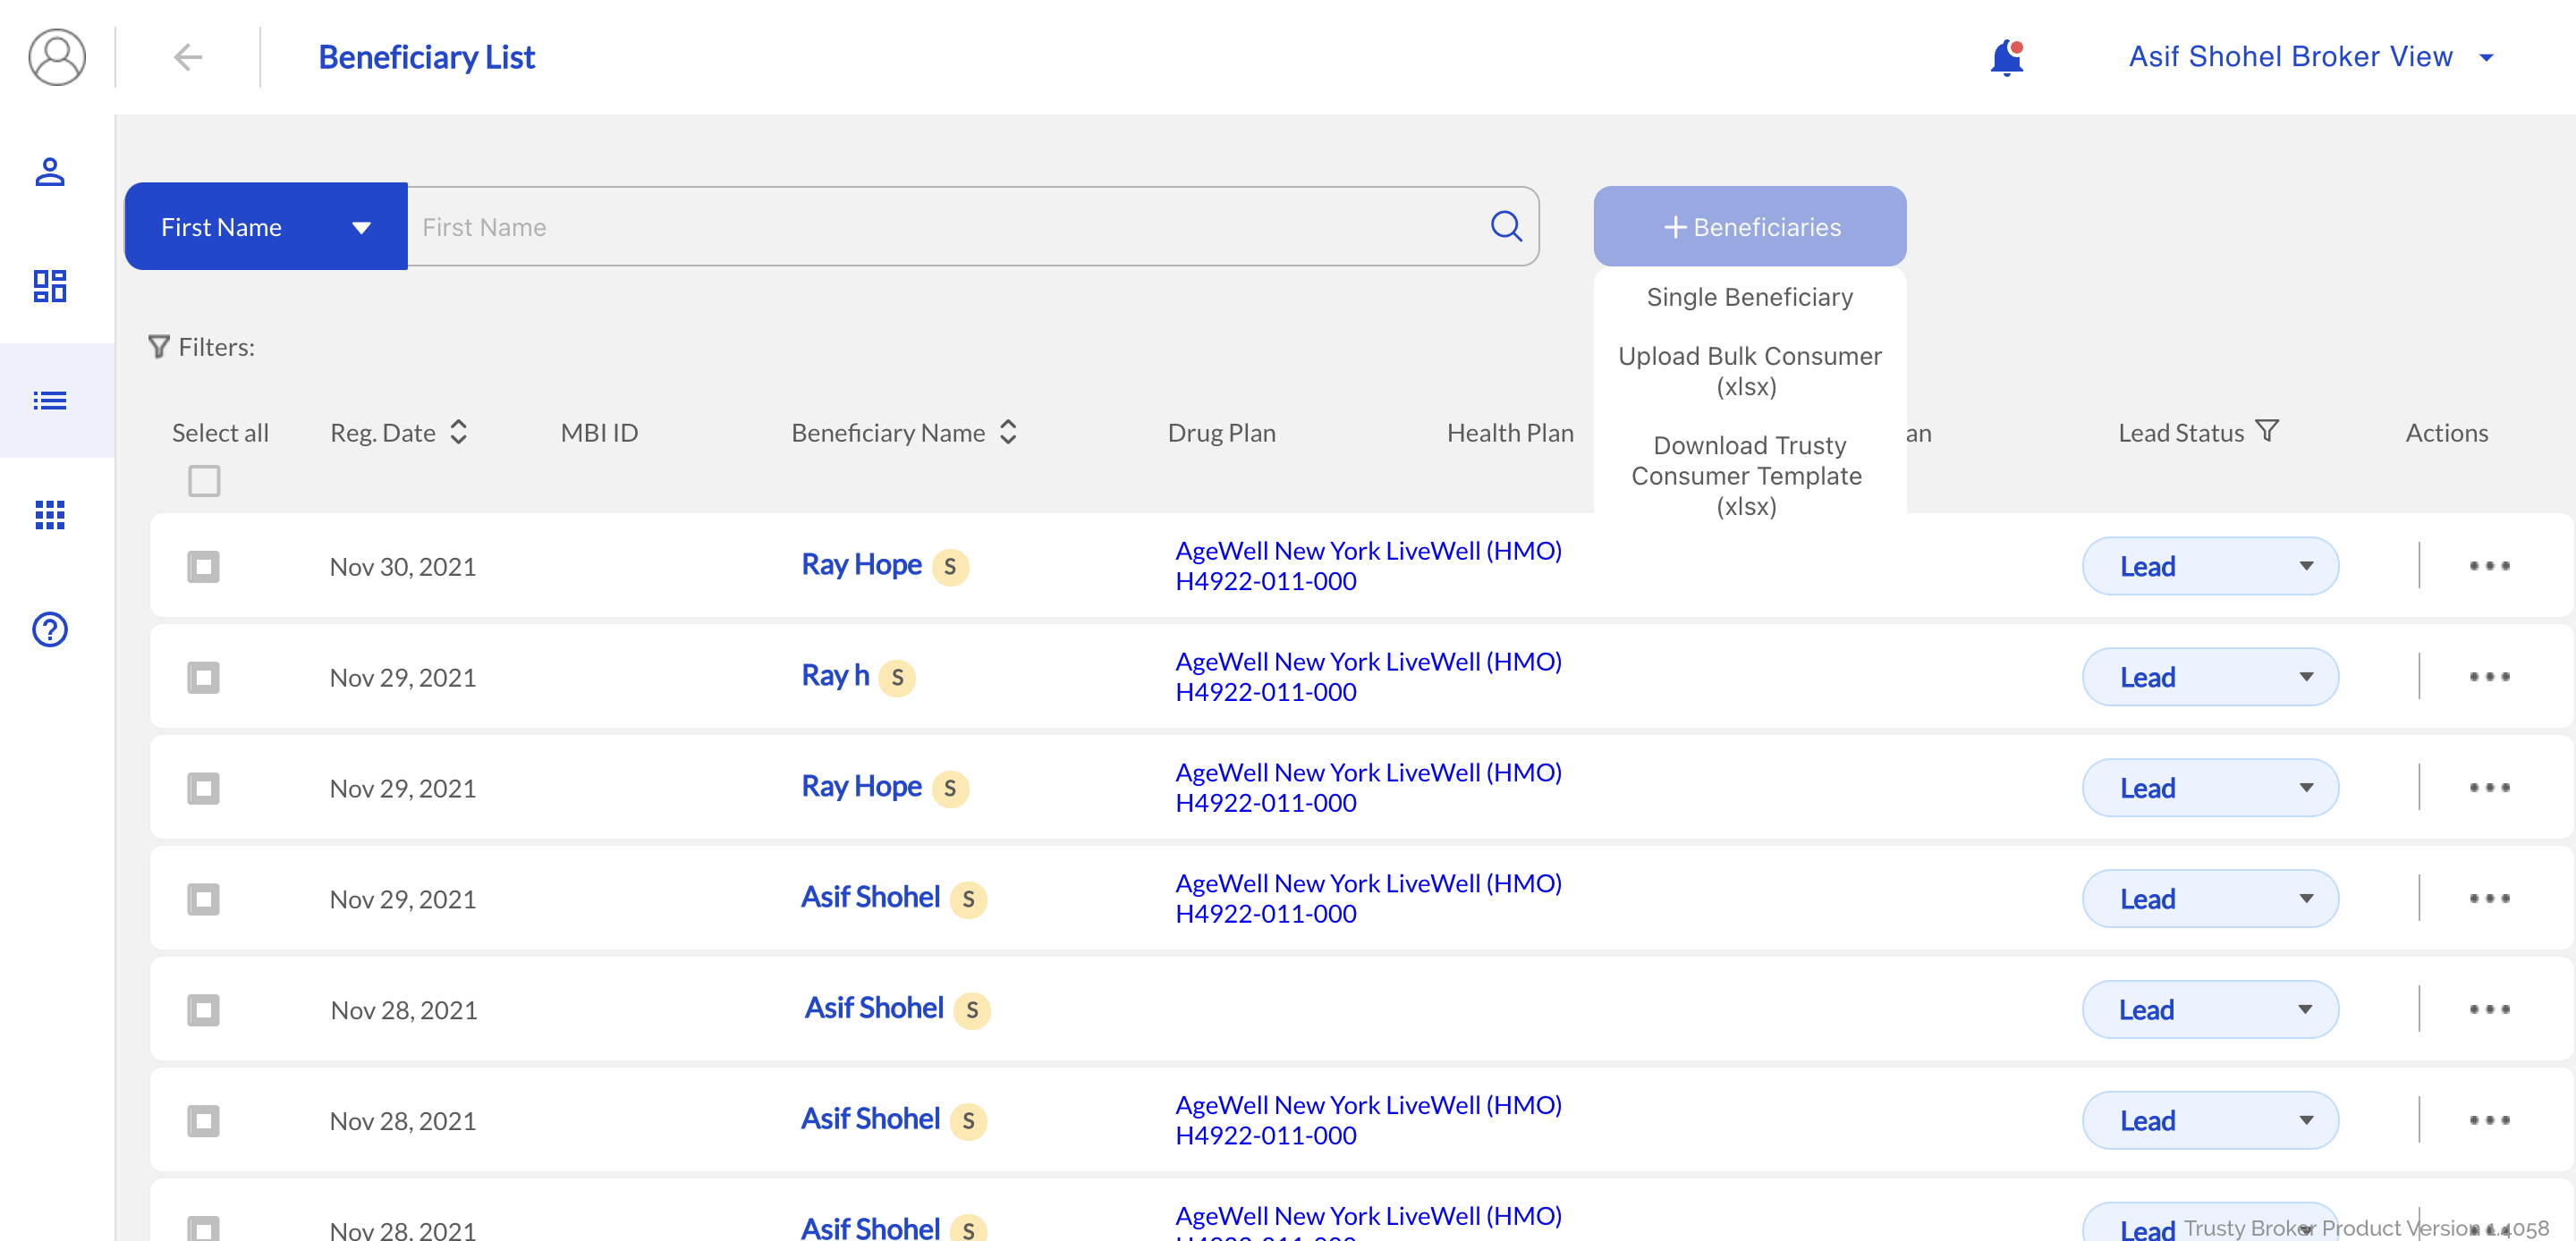 Beneficiary List
Asif Shohel Broker View
First Name
First Name
+ Beneficiaries
Single Beneficiary
Upload Bulk Consumer
(xlsx)
Download Trusty
Consumer Template
(xlsx)
Filters:
Select all Reg. Date MBI ID Beneficiary Name Drug Plan Health Plan an Lead Status Actions
Nov 30, 2021 Ray Hope S AgeWell New York LiveWell (HMO)
H4922-011-000 Lead
Nov 29, 2021 Ray h S AgeWell New York LiveWell (HMO)
H4922-011-000 Lead
Nov 29, 2021 Ray Hope S AgeWell New York LiveWell (HMO)
H4922-011-000 Lead
Nov 29, 2021 Asif Shohel S AgeWell New York LiveWell (HMO)
H4922-011-000 Lead
Nov 28, 2021 Asif Shohel S Lead
Nov 28, 2021 Asif Shohel S AgeWell New York LiveWell (HMO)
H4922-011-000 Lead
Nov 28, 2021 Asif Shohel S AgeWell New York LiveWell (HMO)
Lead
Trusty Broker Product Version 1.4058